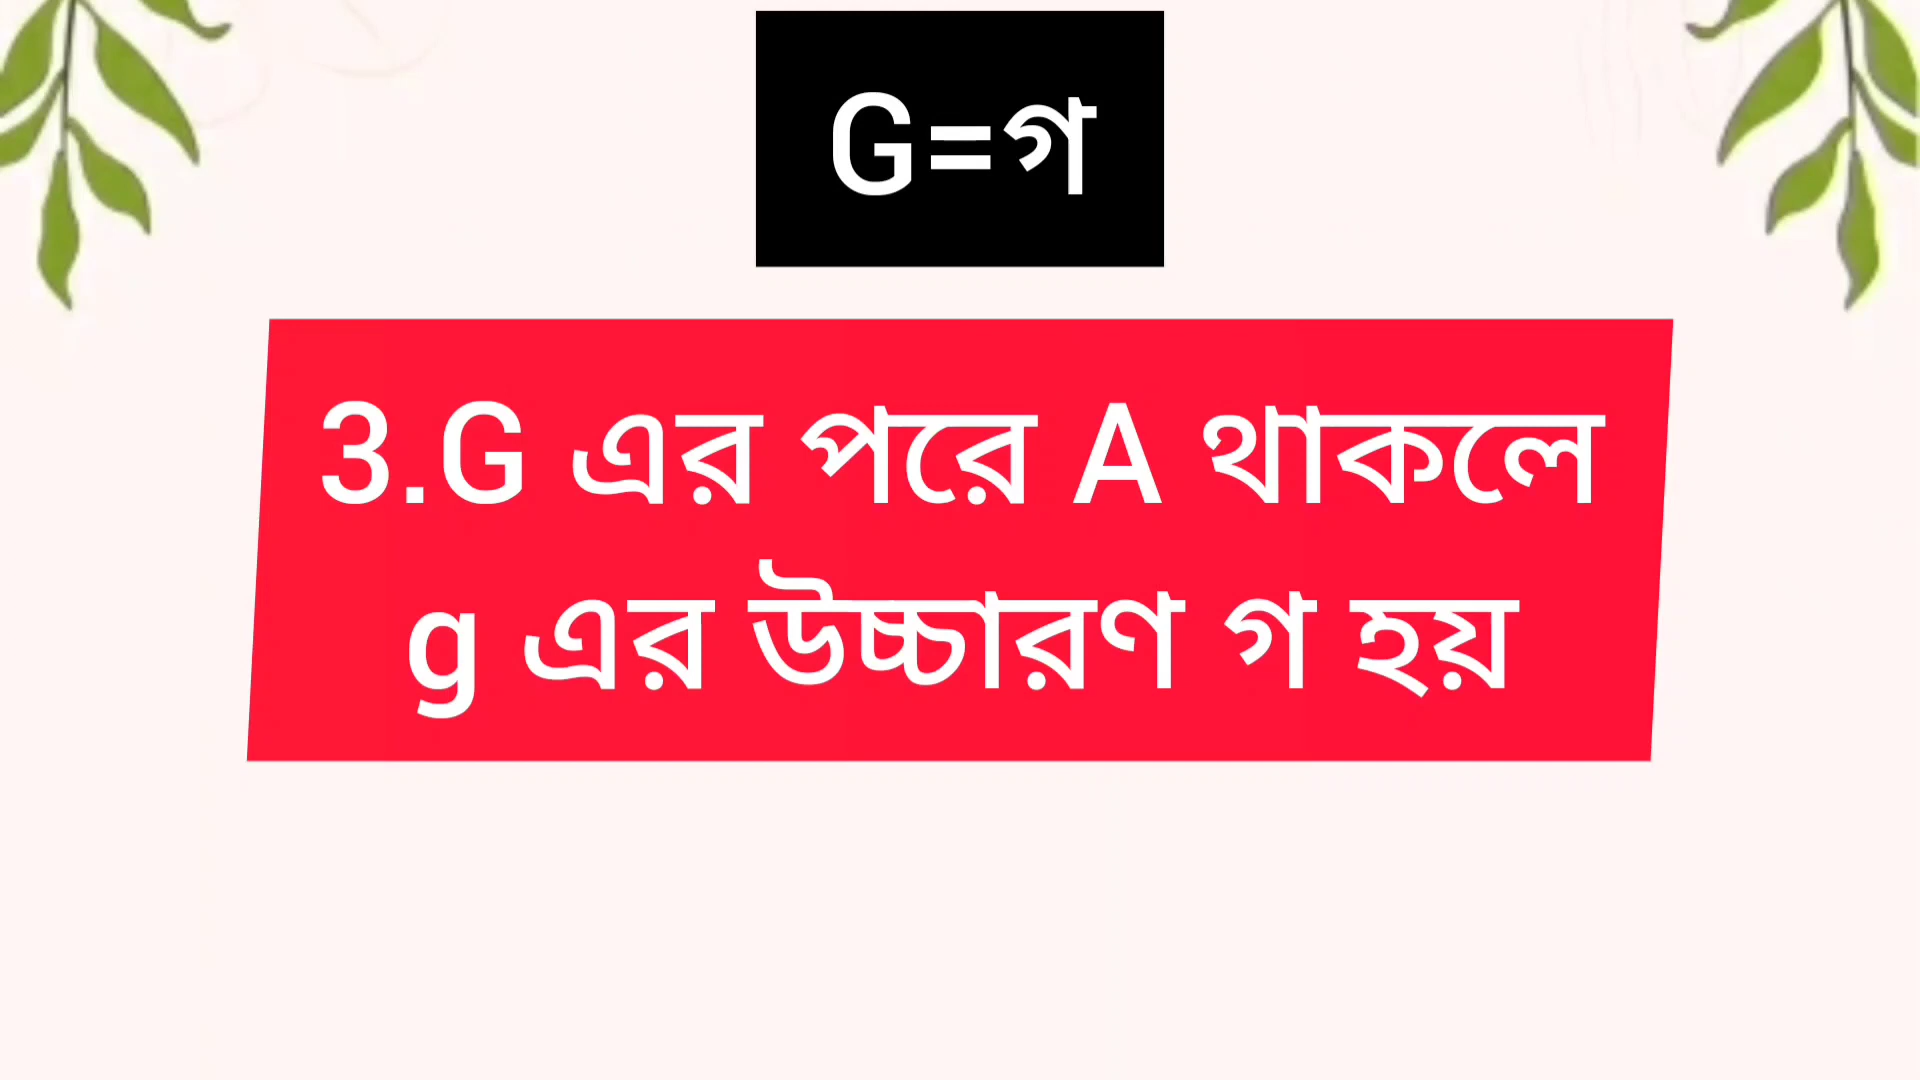 G=গ
3.G এর পরে A থাকলে
g এর উচ্চারণ গ হয়